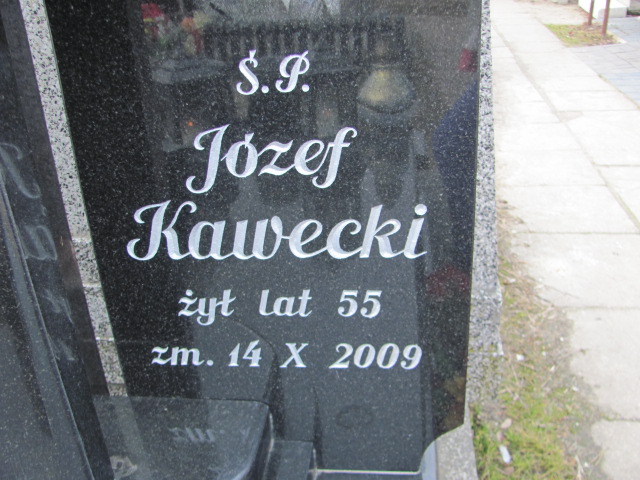 Ś.P.
Józef
Kawecki
żył lat 55
zm. 14 X 2009